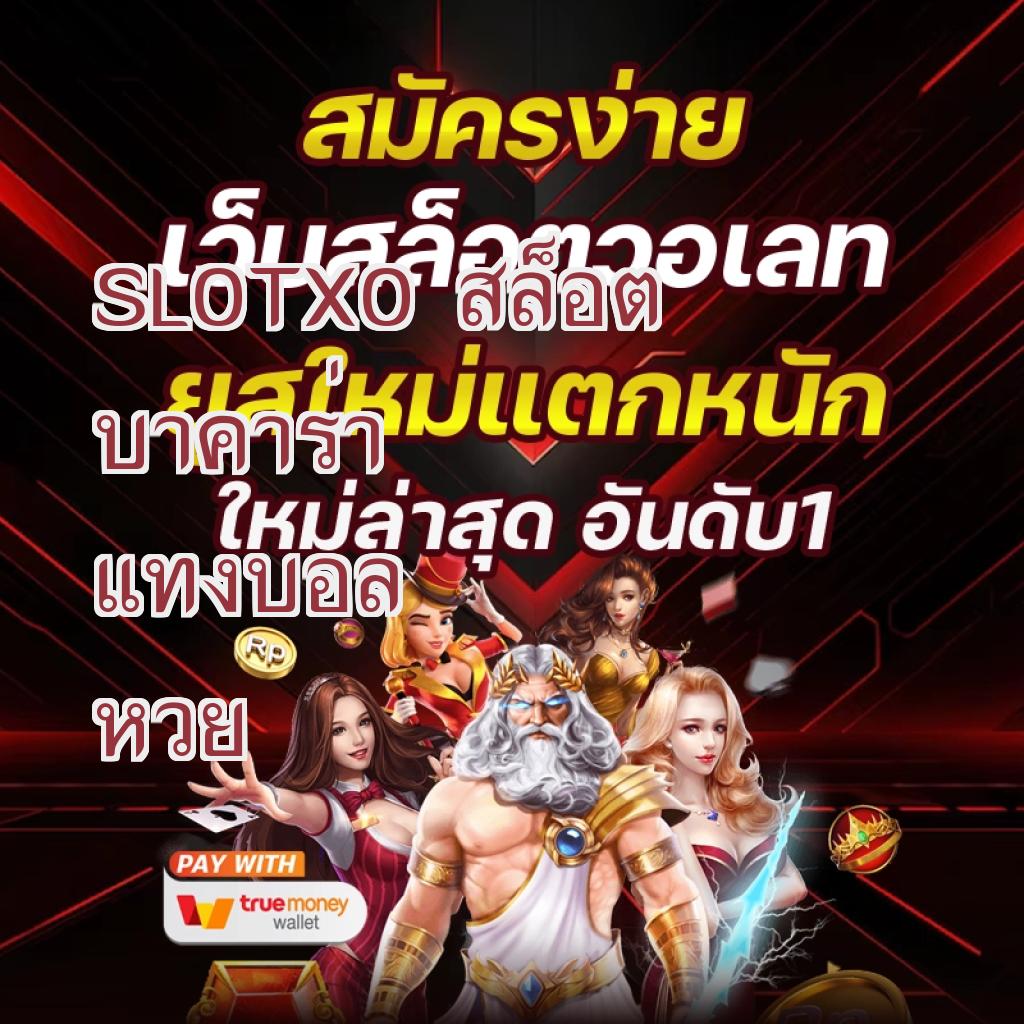 สมัครง่าย
เว็บสล็อตวอเลท
SLOTXO สล็อต
ยูสใหม่แตกหนัก
บาคาร่า
ใหม่ล่าสุด อันดับ1
แทงบอล
Rp
หวย
PAY WITH
truemoney
wallet